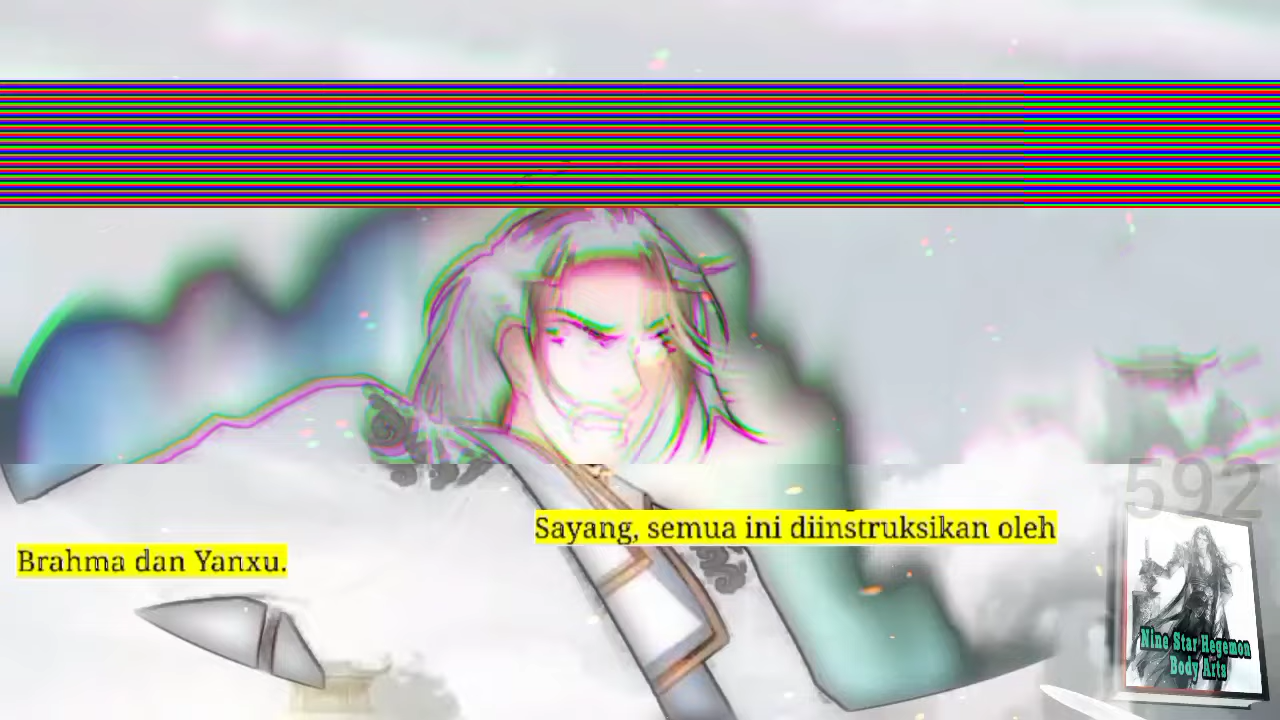 592
Sayang, semua ini diinstruksikan oleh
Brahma dan Yanxu.
Nine Star Hegemon
Body Arts